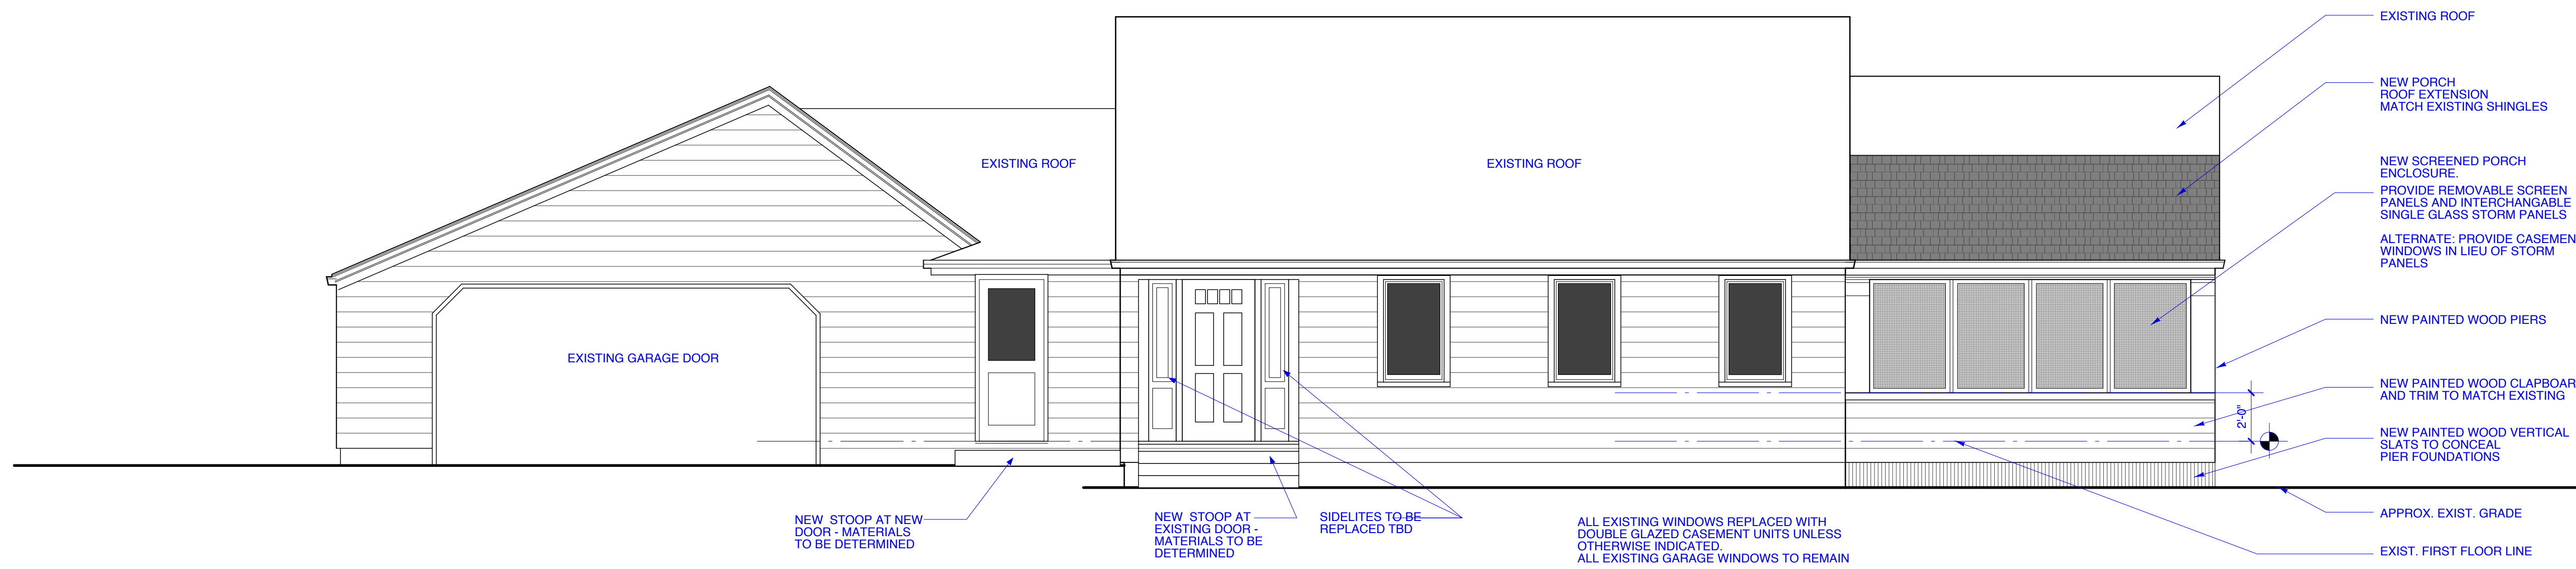 EXISTING ROOF
NEW PORCH
ROOF EXTENSION
MATCH EXISTING SHINGLES
EXISTING ROOF
EXISTING ROOF
NEW SCREENED PORCH
ENCLOSURE.
PROVIDE REMOVABLE SCREEN
PANELS AND INTERCHANGABLE
SINGLE GLASS STORM PANELS
ALTERNATE: PROVIDE CASEMEN
WINDOWS IN LIEU OF STORM
PANELS
NEW PAINTED WOOD PIERS
EXISTING GARAGE DOOR
NEW PAINTED WOOD CLAPBOAR
AND TRIM TO MATCH EXISTING
2'-0"
NEW PAINTED WOOD VERTICAL
SLATS TO CONCEAL
PIER FOUNDATIONS
NEW STOOP AT NEW
DOOR - MATERIALS
TO BE DETERMINED
NEW STOOP AT
EXISTING DOOR -
MATERIALS TO BE
DETERMINED
SIDELITES TO BE
REPLACED TBD
ALL EXISTING WINDOWS REPLACED WITH
DOUBLE GLAZED CASEMENT UNITS UNLESS
OTHERWISE INDICATED.
ALL EXISTING GARAGE WINDOWS TO REMAIN
APPROX. EXIST. GRADE
EXIST. FIRST FLOOR LINE